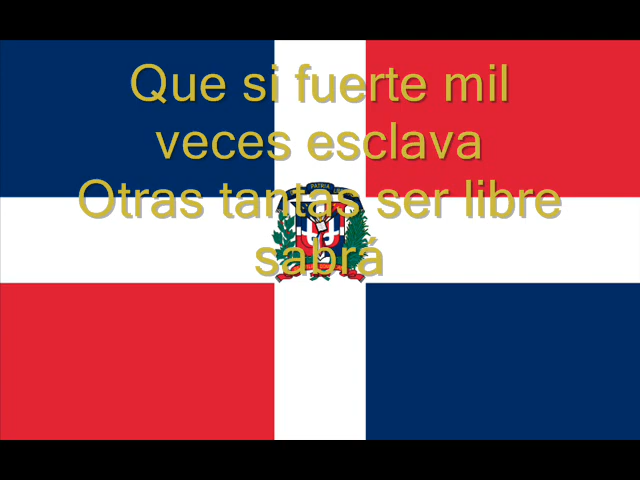 Que si fuerte mil
veces esclava
Otras tantas ser libre
sabrá
PATRIA